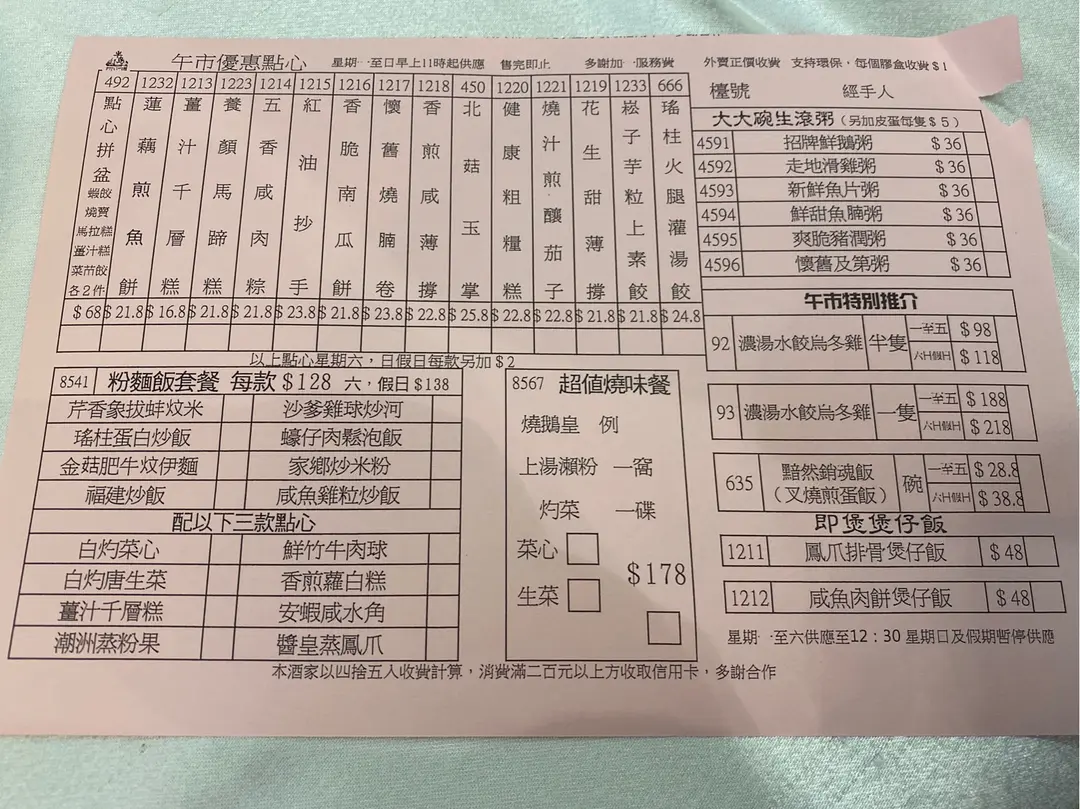 午市優惠點心 星期一至日早上11時起供應 售完即止 多謝加一服務費 外賣正價收費 支持環保，每個膠盒收費$1
492 1232 1213 1223 1214 1215 1216 1217 1218 450 1220 1221 1219 1233 666
點心拼盆 蝦餃 燒賣 馬拉糕 薑汁糕 菜苗餃 各2件
蓮藕煎魚餅
薑汁千層糕
養顏馬蹄糕
五香咸肉粽
紅油抄手
香脆南瓜餅
懷舊燒腩卷
香煎咸薄撐
北菇玉掌
健康粗糧糕
燒汁煎釀茄子
花生甜薄撐
崧子芋粒上素餃
瑤柱火腿灌湯餃
$68 $21.8 $16.8 $21.8 $21.8 $23.8 $21.8 $23.8 $22.8 $25.8 $22.8 $22.8 $21.8 $21.8 $24.8
以上點心星期六，日假日每款另加$2
8541 粉麵飯套餐 每款$128 六，假日$138
芹香象拔蚌炆米 沙爹雞球炒河
瑤柱蛋白炒飯 蠔仔肉鬆泡飯
金菇肥牛炆伊麵 家鄉炒米粉
福建炒飯 咸魚雞粒炒飯
配以下三款點心
白灼菜心 鮮竹牛肉球
白灼唐生菜 香煎蘿白糕
薑汁千層糕 安蝦咸水角
潮洲蒸粉果 醬皇蒸鳳爪
8567 超值燒味餐
燒鵝皇 例
上湯瀨粉 一窩
灼菜 一碟
菜心
生菜
$178
檯號 經手人
大大碗生滾粥（另加皮蛋每隻$5）
4591 招牌鮮鵝粥 $36
4592 走地滑雞粥 $36
4593 新鮮魚片粥 $36
4594 鮮甜魚腩粥 $36
4595 爽脆豬潤粥 $36
4596 懷舊及第粥 $36
午市特別推介
92 濃湯水餃烏冬雞 半隻 一至五 $98
六日假日 $118
93 濃湯水餃烏冬雞 一隻 一至五 $188
六日假日 $218
635 黯然銷魂飯（叉燒煎蛋飯） 碗 一至五 $28.8
六日假日 $38.8
即煲煲仔飯
1211 鳳爪排骨煲仔飯 $48
1212 咸魚肉餅煲仔飯 $48
星期一至六供應至12：30 星期日及假期暫停供應
本酒家以四捨五入收費計算，消費滿二百元以上方收取信用卡，多謝合作